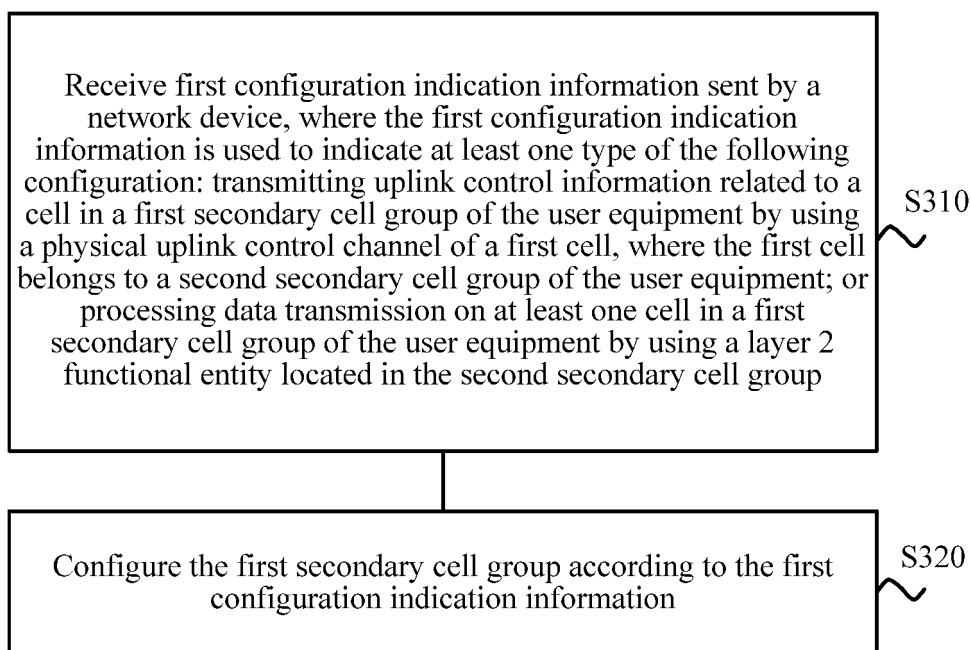 Receive first configuration indication information sent by a
network device, where the first configuration indication
information is used to indicate at least one type of the following
configuration: transmitting uplink control information related to a
cell in a first secondary cell group of the user equipment by using
a physical uplink control channel of a first cell, where the first cell
belongs to a second secondary cell group of the user equipment; or
processing data transmission on at least one cell in a first
secondary cell group of the user equipment by using a layer 2
functional entity located in the second secondary cell group
S310
Configure the first secondary cell group according to the first
configuration indication information
S320